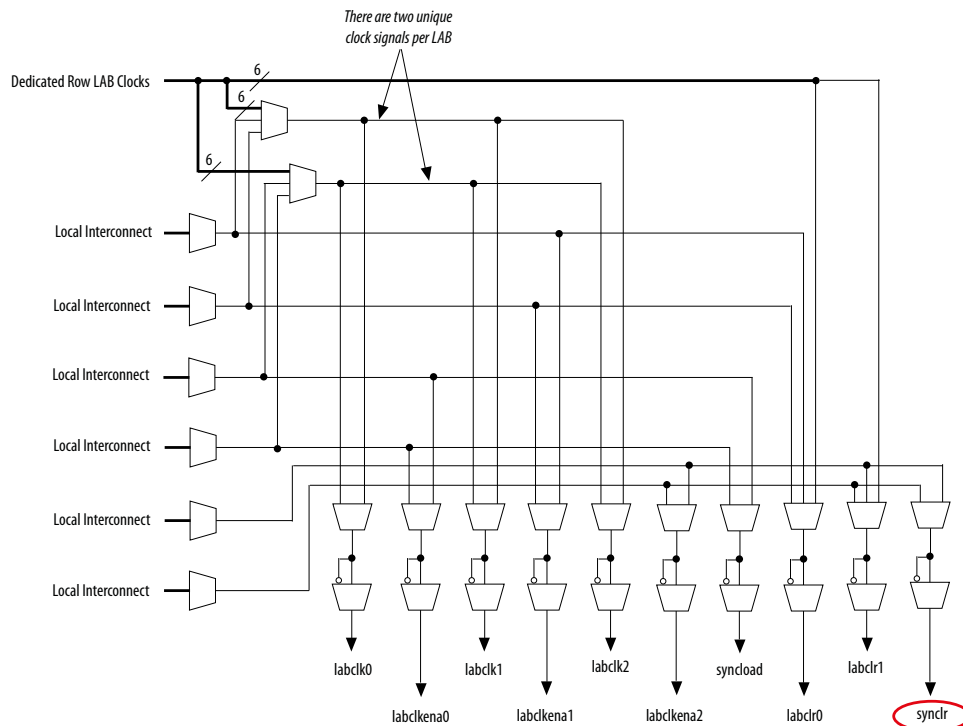 There are two unique
clock signals per LAB
Dedicated Row LAB Clocks
6
6
6
Local Interconnect
Local Interconnect
Local Interconnect
Local Interconnect
Local Interconnect
Local Interconnect
labclk0
labclk1
labclk2
syncload
labclr1
labclkena0
labclkena1
labclkena2
labclr0
synclr